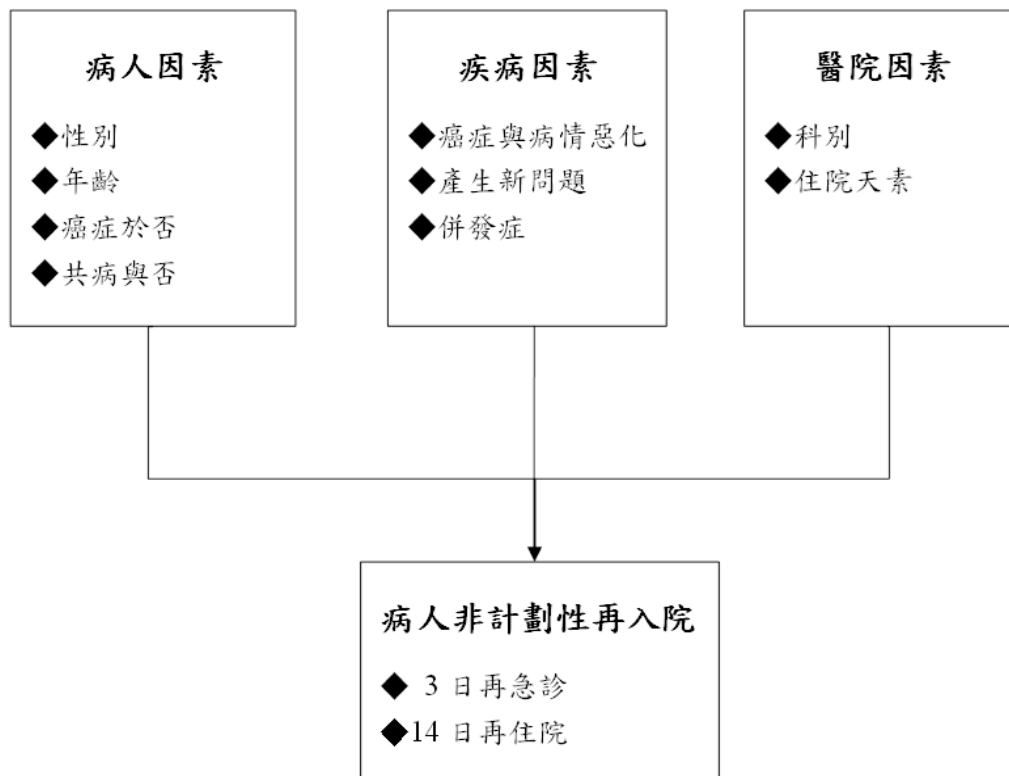 病人因素
◆性別
◆年齡
◆癌症於否
◆共病與否
疾病因素
◆癌症與病情惡化
◆產生新問題
◆併發症
醫院因素
◆科別
◆住院天素
病人非計劃性再入院
◆ 3 日再急診
◆14 日再住院